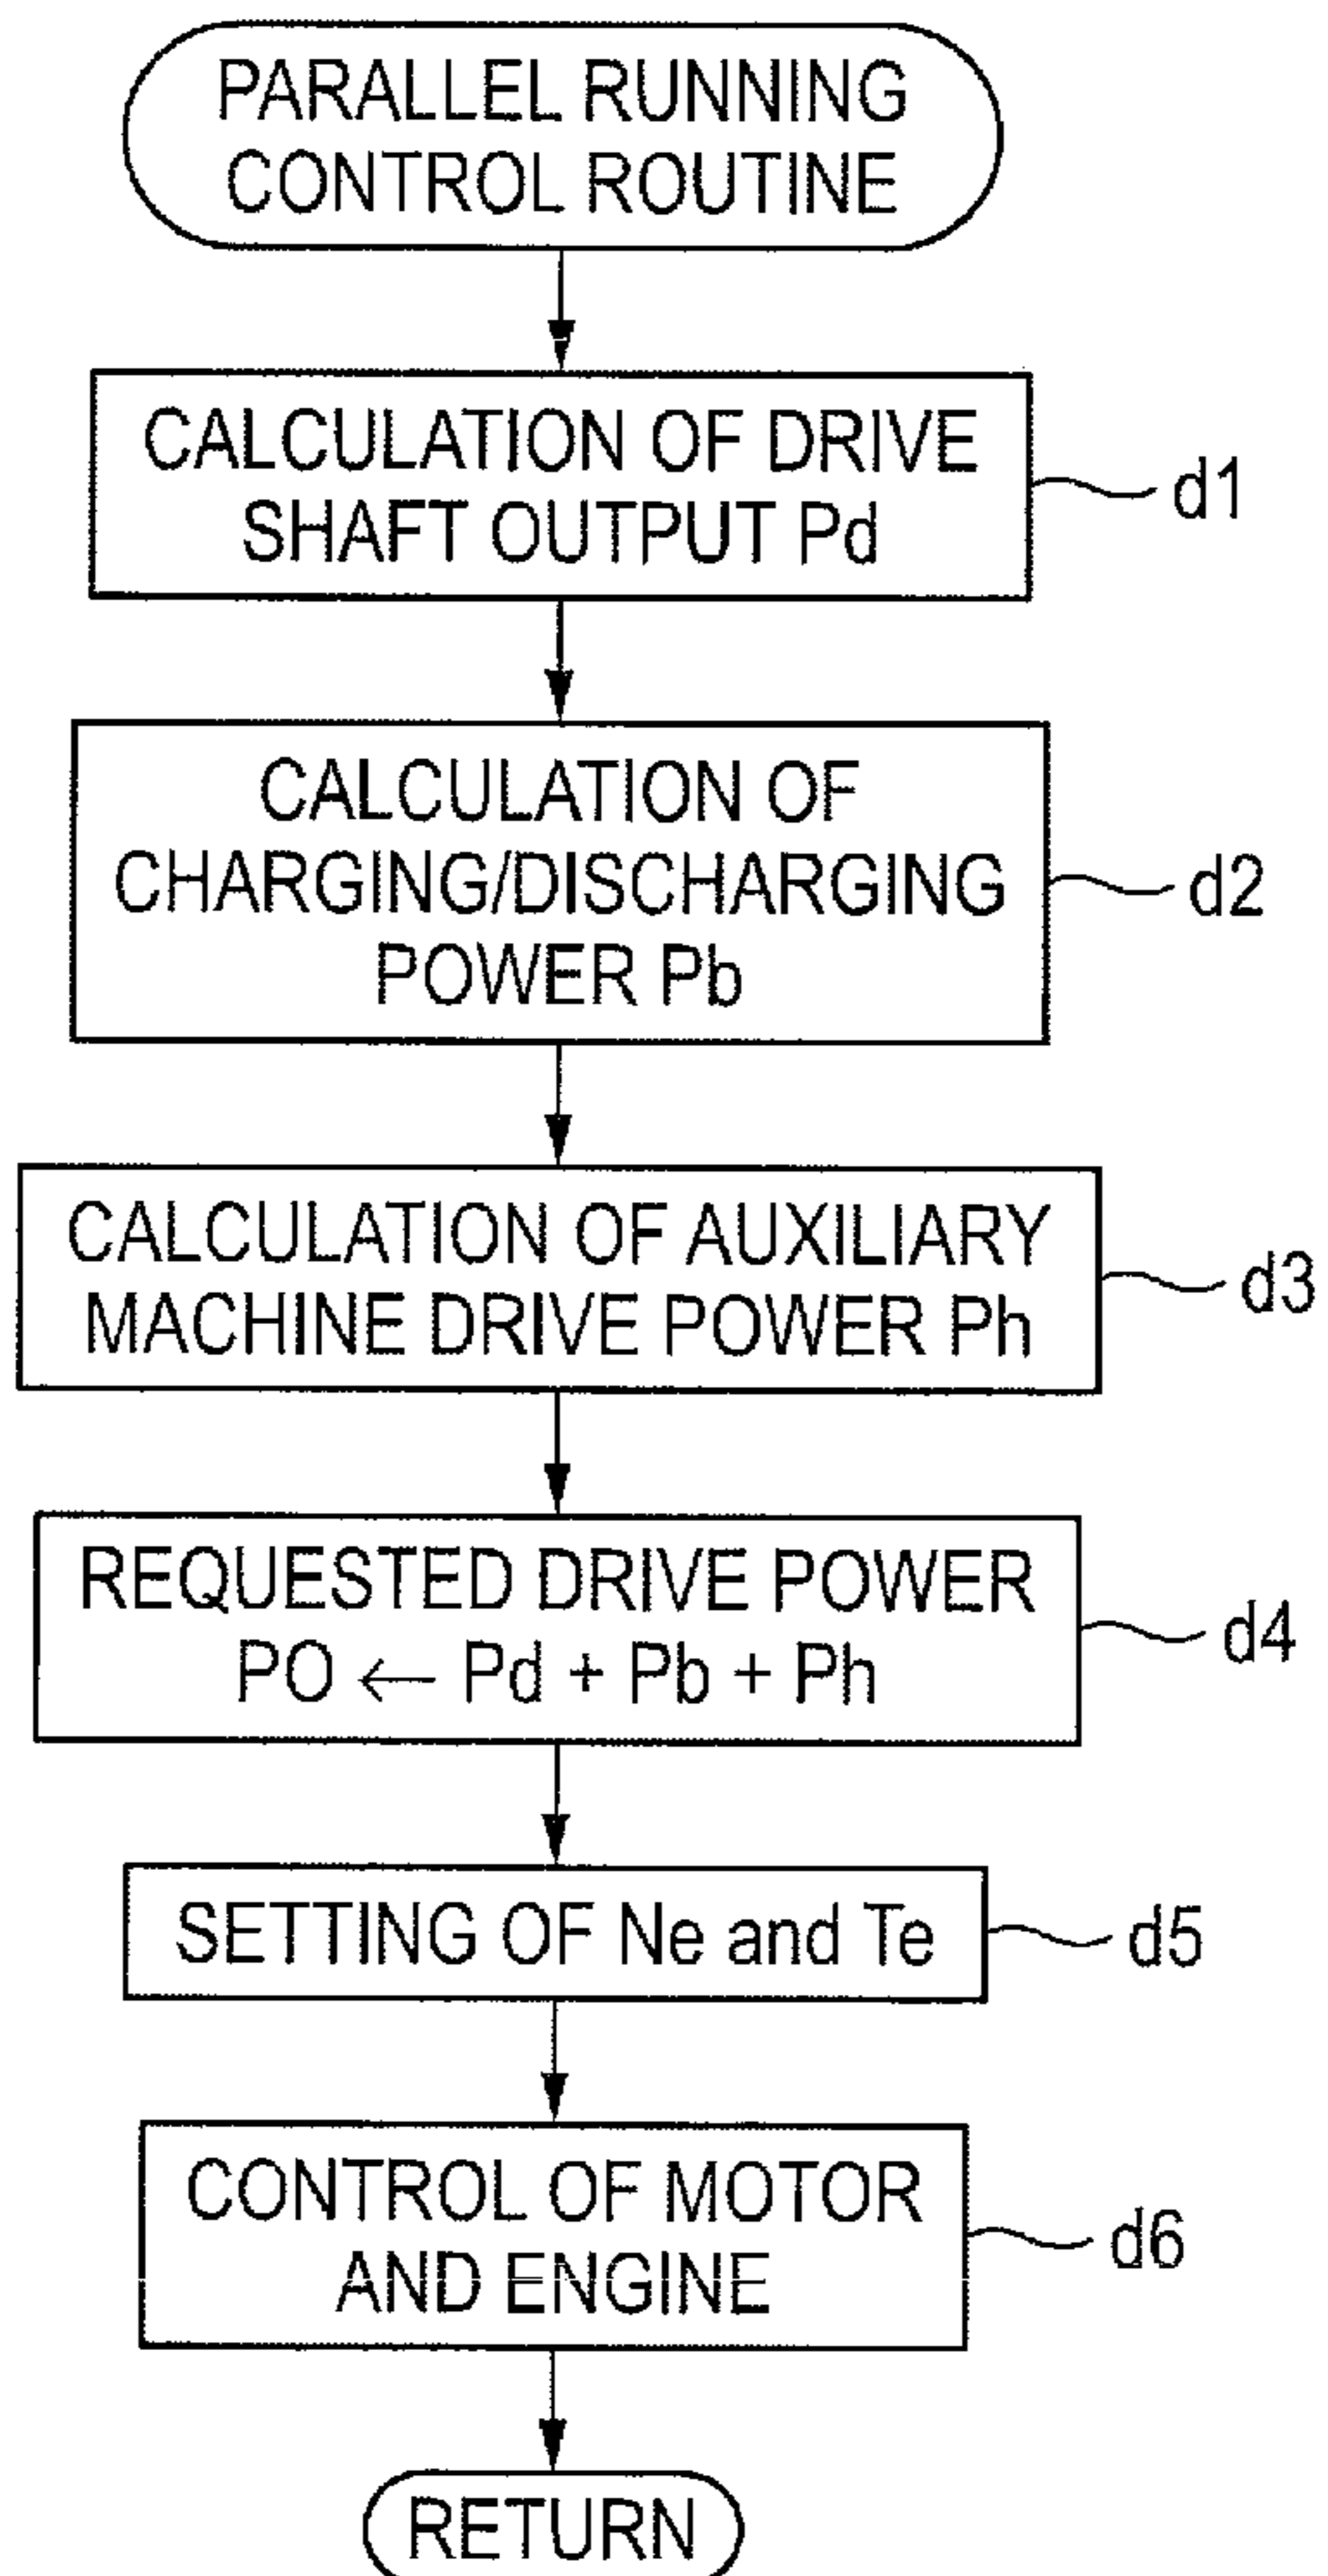 PARALLEL RUNNING
CONTROL ROUTINE
CALCULATION OF DRIVE
SHAFT OUTPUT Pd
d1
CALCULATION OF
CHARGING/DISCHARGING
POWER Pb
d2
CALCULATION OF AUXILIARY
MACHINE DRIVE POWER Ph
d3
REQUESTED DRIVE POWER
PO ← Pd + Pb + Ph
d4
SETTING OF Ne and Te
d5
CONTROL OF MOTOR
AND ENGINE
d6
RETURN